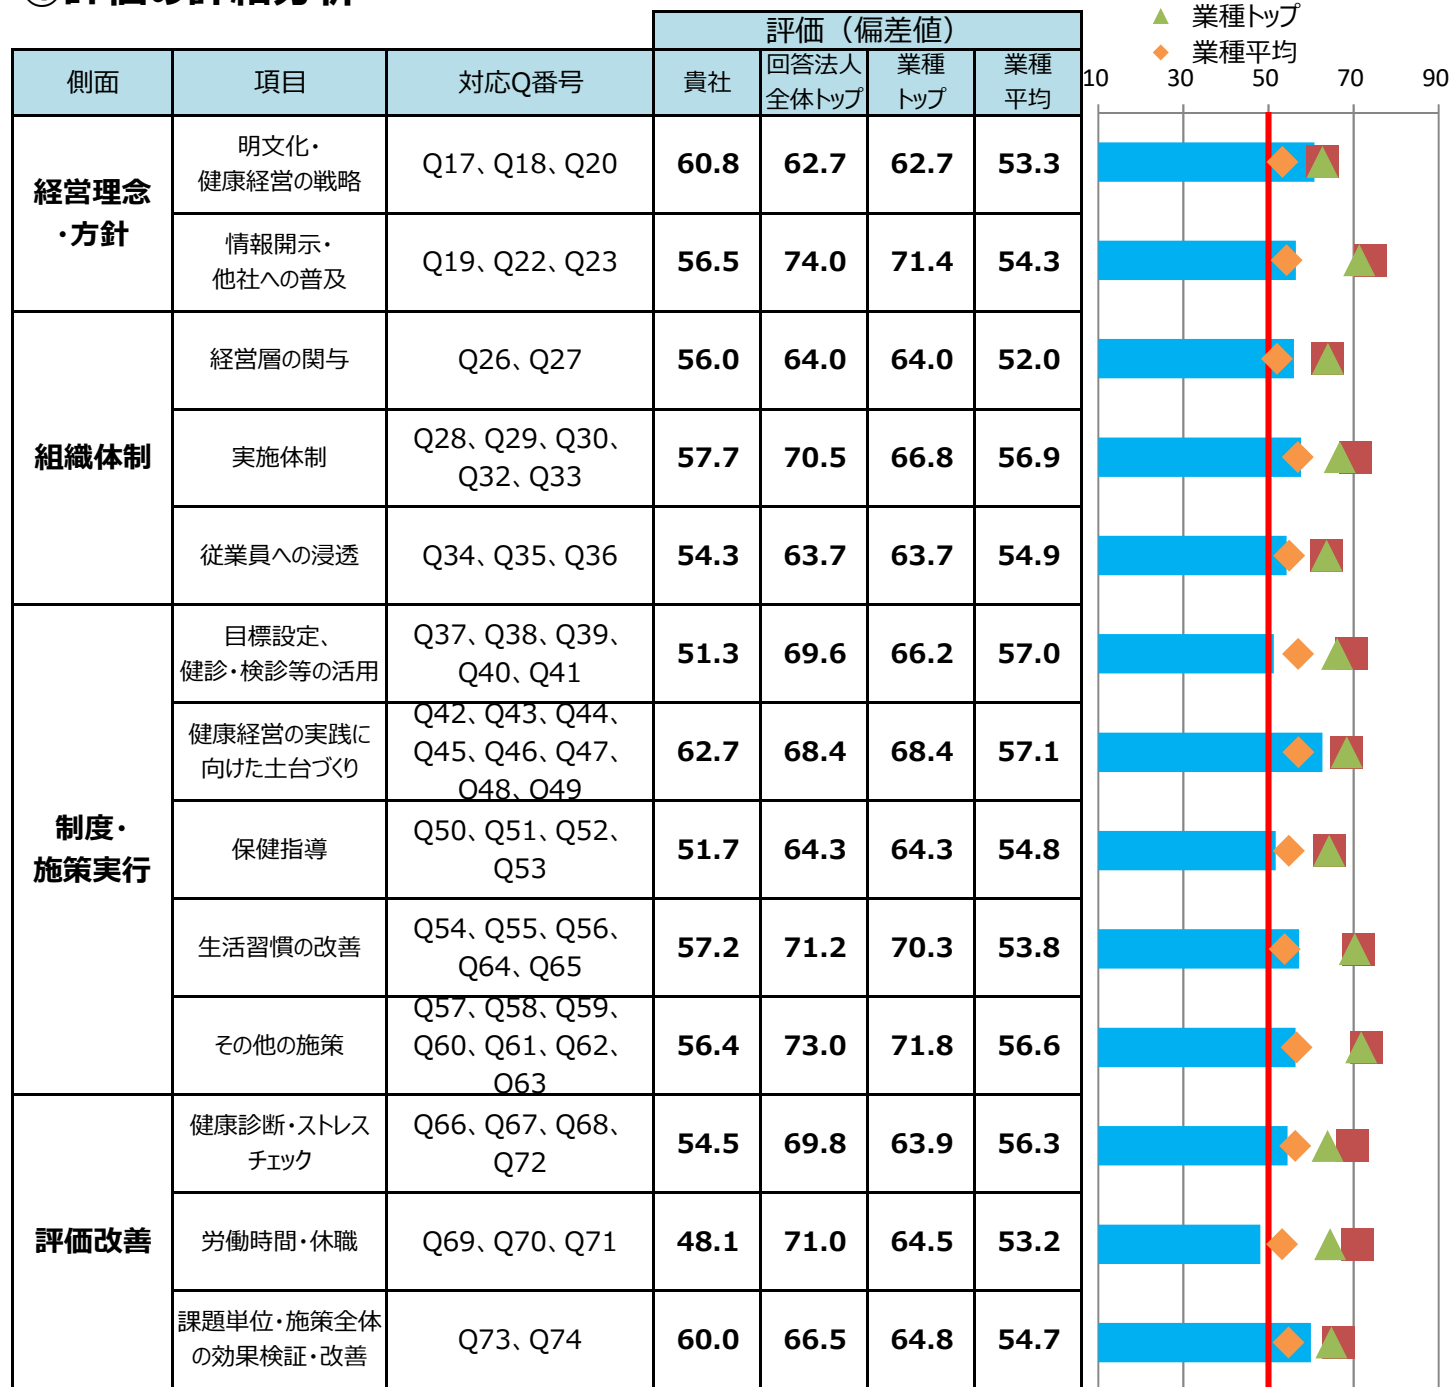 評価の詳細分析
業種トップ
業種平均
評価（偏差値）
側面 項目 対応Q番号 貴社 回答法人 業種 業種
全体トップ トップ 平均
10 30 50 70 90
経営理念
・方針
明文化・
健康経営の戦略
Q17、Q18、Q20
60.8 62.7 62.7 53.3
情報開示・
他社への普及
Q19、Q22、Q23
56.5 74.0 71.4 54.3
組織体制
経営層の関与
Q26、Q27
56.0 64.0 64.0 52.0
実施体制
Q28、Q29、Q30、
Q32、Q33
57.7 70.5 66.8 56.9
従業員への浸透
Q34、Q35、Q36
54.3 63.7 63.7 54.9
制度・
施策実行
目標設定、
健診・検診等の活用
Q37、Q38、Q39、
Q40、Q41
51.3 69.6 66.2 57.0
健康経営の実践に
向けた土台づくり
Q42、Q43、Q44、
Q45、Q46、Q47、
Q48、Q49
62.7 68.4 68.4 57.1
保健指導
Q50、Q51、Q52、
Q53
51.7 64.3 64.3 54.8
生活習慣の改善
Q54、Q55、Q56、
Q64、Q65
57.2 71.2 70.3 53.8
その他の施策
Q57、Q58、Q59、
Q60、Q61、Q62、
Q63
56.4 73.0 71.8 56.6
評価改善
健康診断・ストレス
チェック
Q66、Q67、Q68、
Q72
54.5 69.8 63.9 56.3
労働時間・休職
Q69、Q70、Q71
48.1 71.0 64.5 53.2
課題単位・施策全体
の効果検証・改善
Q73、Q74
60.0 66.5 64.8 54.7